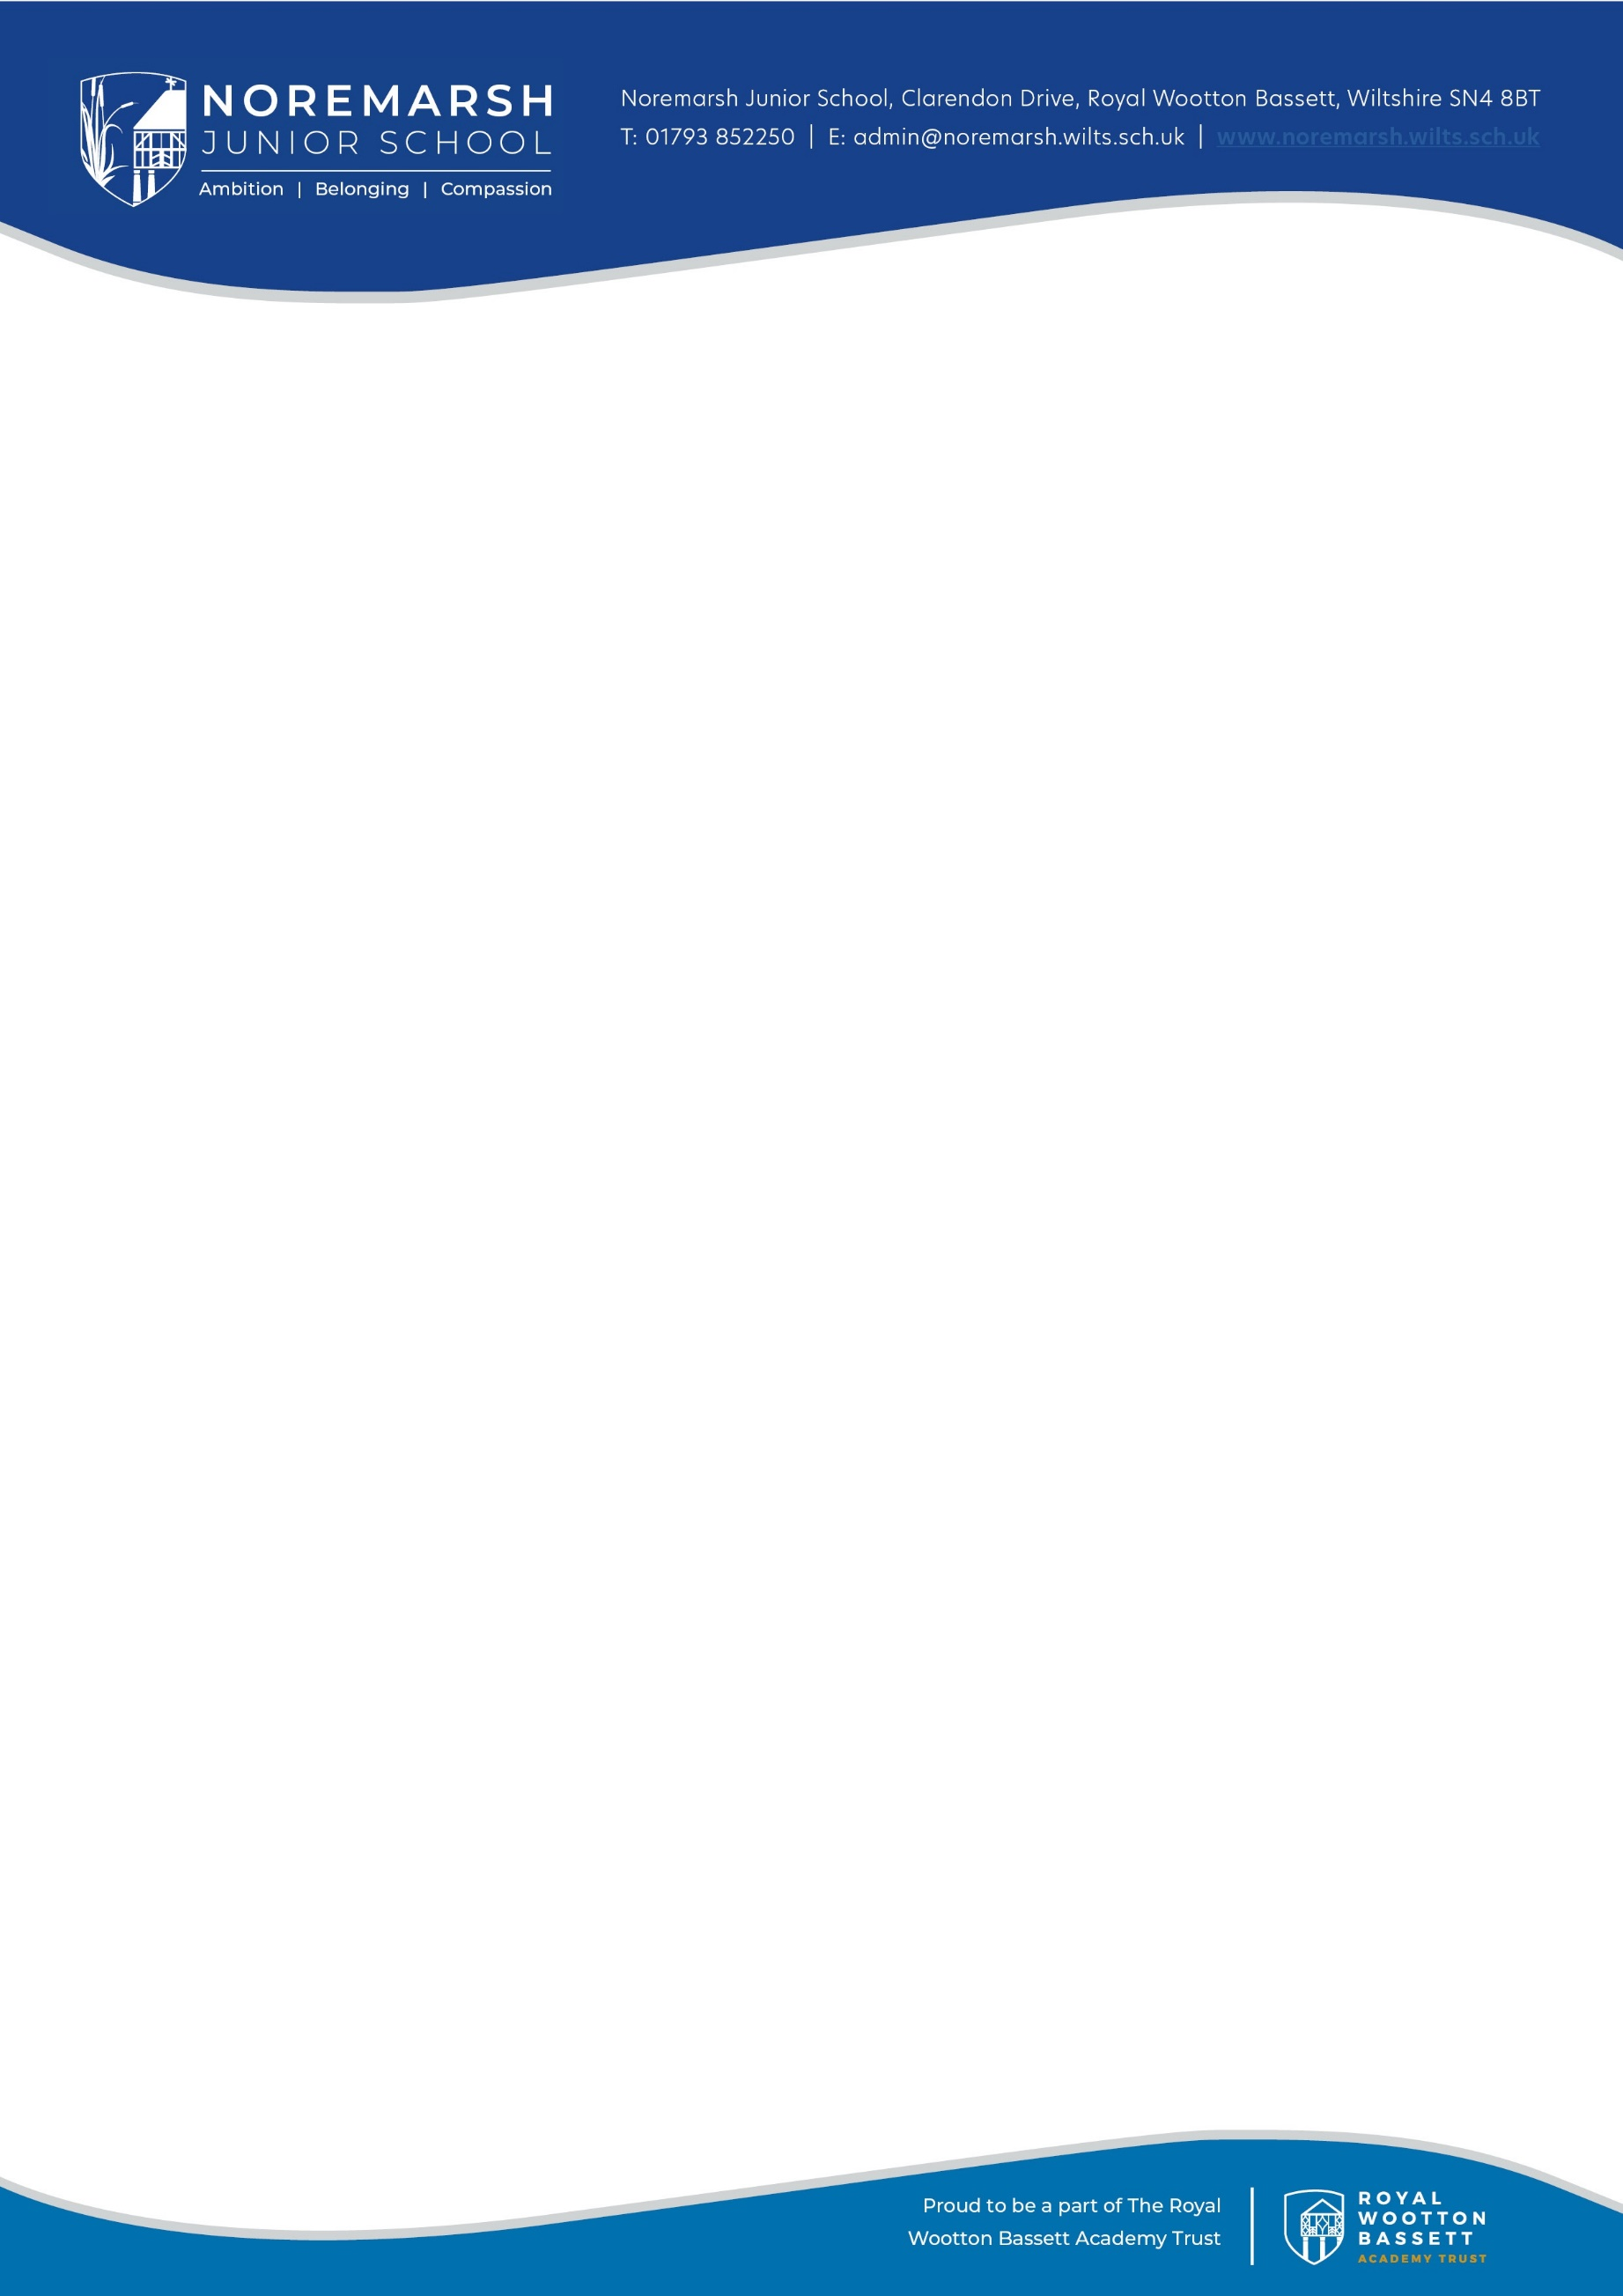 NOREMARSH
JUNIOR SCHOOL
Ambition | Belonging | Compassion
Noremarsh Junior School, Clarendon Drive, Royal Wootton Bassett, Wiltshire SN4 8BT
T: 01793 852250 | E: admin@noremarsh.wilts.sch.uk | www.noremarsh.wilts.sch.uk
Proud to be a part of The Royal
Wootton Bassett Academy Trust
ROYAL
WOOTTON
BASSETT
ACADEMY TRUST